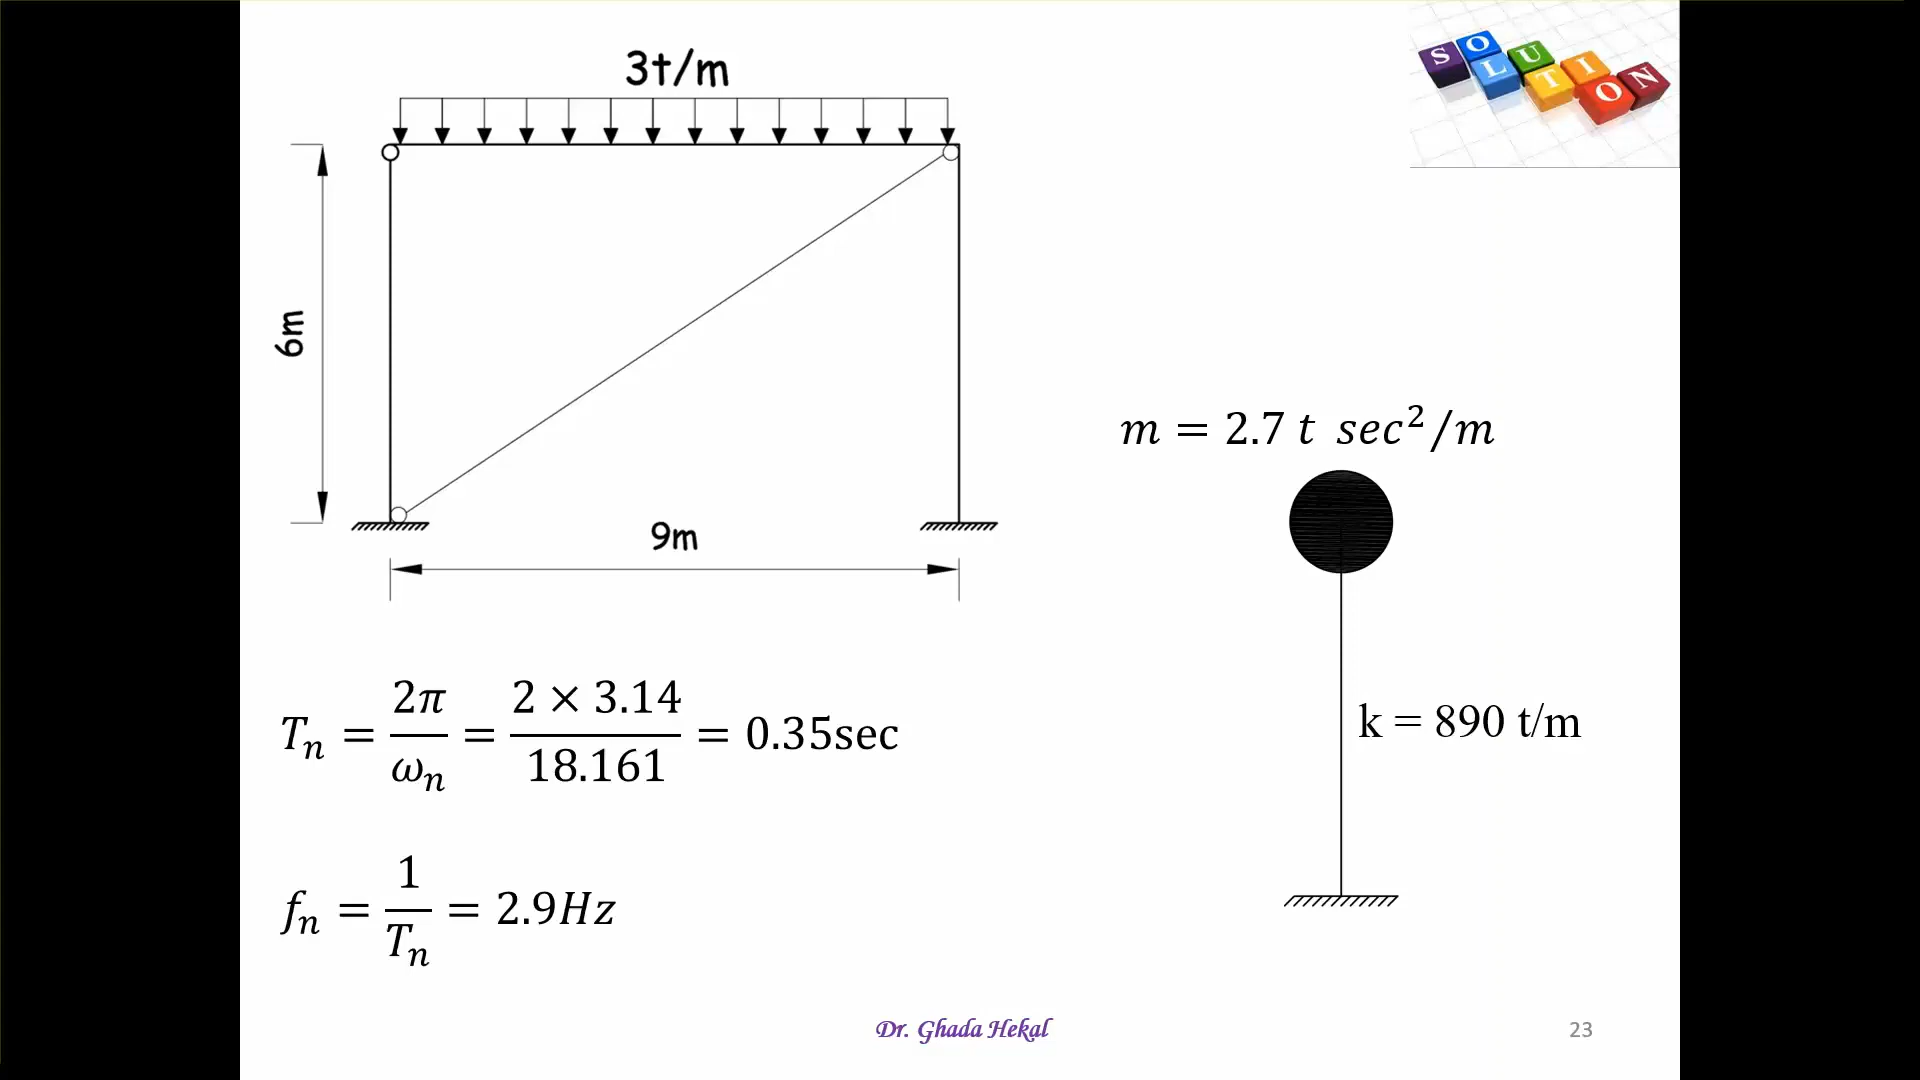 3t/m
SOLUTION
6m
9m
m = 2.7 t sec²/m
k = 890 t/m
Tₙ = 2π/ωₙ = 2 × 3.14/18.161 = 0.35sec
fₙ = 1/Tₙ = 2.9Hz
Dr. Ghada Hekal
23